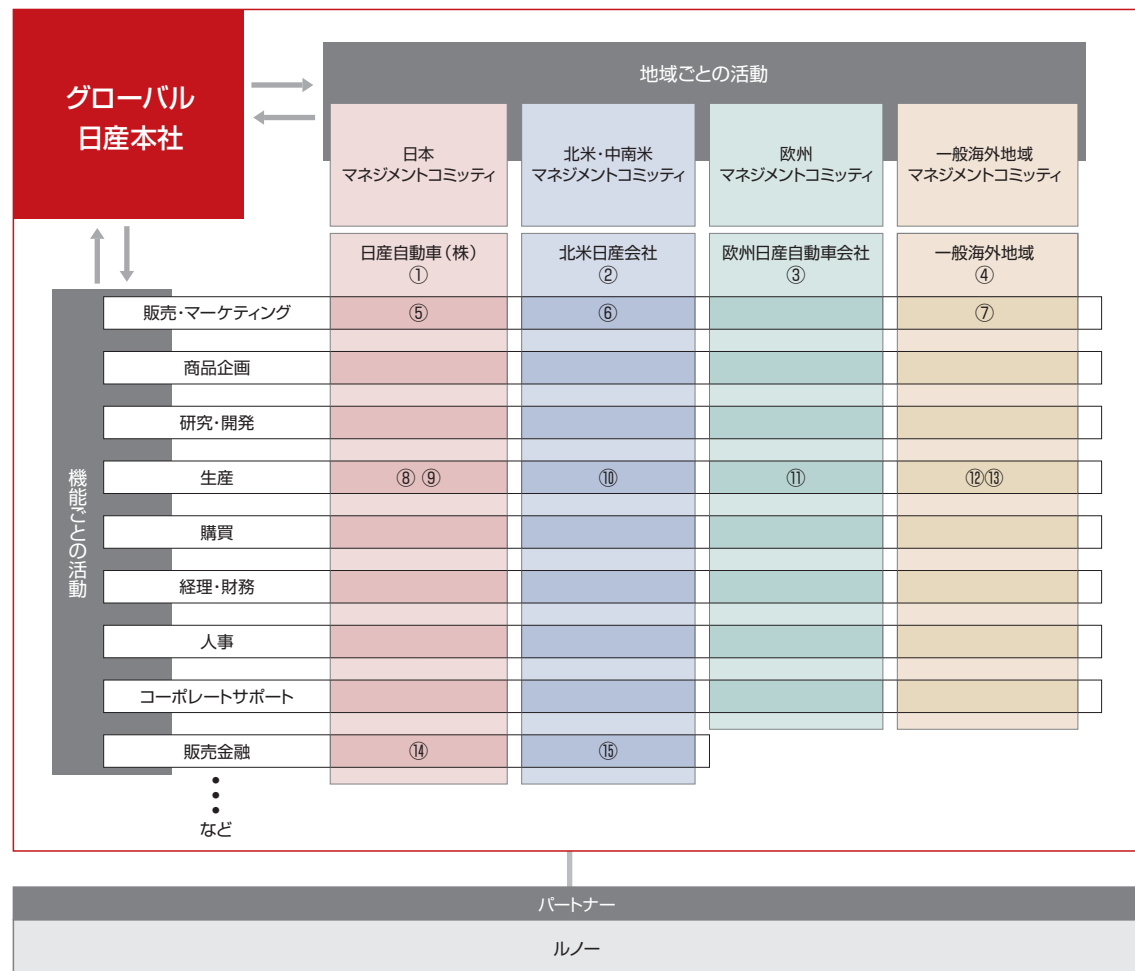 グローバル
日産本社
地域ごとの活動
日本
マネジメントコミッティ
北米・中南米
マネジメントコミッティ
欧州
マネジメントコミッティ
一般海外地域
マネジメントコミッティ
日産自動車（株）
①
北米日産会社
②
欧州日産自動車会社
③
一般海外地域
④
機能ごとの活動
販売・マーケティング ⑤ ⑥ ⑦
商品企画
研究・開発
生産 ⑧ ⑨ ⑩ ⑪ ⑫⑬
購買
経理・財務
人事
コーポレートサポート
販売金融 ⑭ ⑮
など
パートナー
ルノー